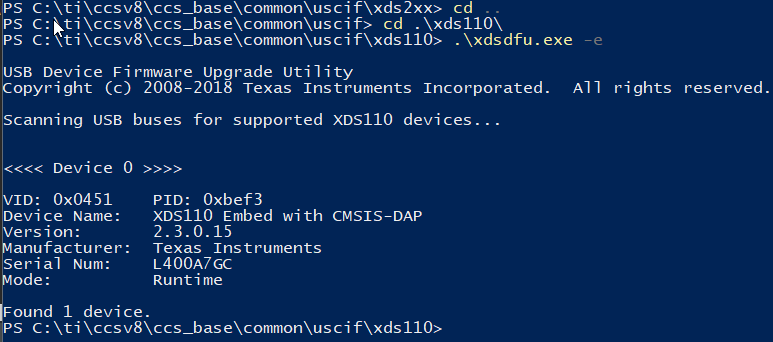 PS C:\ti\ccsv8\ccs_base\common\uscif\xds2xx> cd ..
PS C:\ti\ccsv8\ccs_base\common\uscif> cd .\xds110\
PS C:\ti\ccsv8\ccs_base\common\uscif\xds110> .\xdsdfu.exe -e
USB Device Firmware Upgrade Utility
Copyright (c) 2008-2018 Texas Instruments Incorporated.  All rights reserved.
Scanning USB buses for supported XDS110 devices...
<<<< Device 0 >>>>
VID: 0x0451    PID: 0xbef3
Device Name:   XDS110 Embed with CMSIS-DAP
Version:       2.3.0.15
Manufacturer:  Texas Instruments
Serial Num:    L400A7GC
Mode:          Runtime
Found 1 device.
PS C:\ti\ccsv8\ccs_base\common\uscif\xds110>